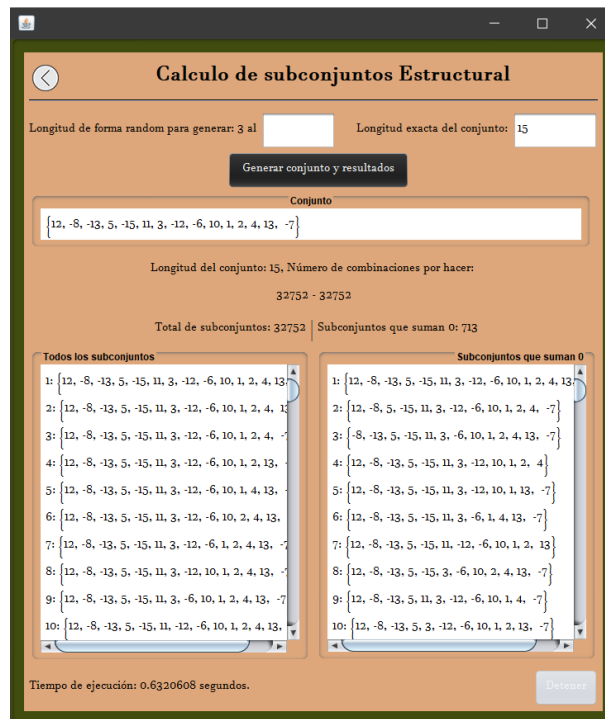 Calculo de subconjuntos Estructural
Longitud de forma random para generar: 3 al
Longitud exacta del conjunto: 15
Generar conjunto y resultados
Conjunto
{12, -8, -13, 5, -15, 11, 3, -12, -6, 10, 1, 2, 4, 13, -7}
Longitud del conjunto: 15, Número de combinaciones por hacer:
32752 - 32752
Total de subconjuntos: 32752 Subconjuntos que suman 0: 713
Todos los subconjuntos
1: {12, -8, -13, 5, -15, 11, 3, -12, -6, 10, 1, 2, 4, 13,
2: {12, -8, -13, 5, -15, 11, 3, -12, -6, 10, 1, 2, 4, 13
3: {12, -8, -13, 5, -15, 11, 3, -12, -6, 10, 1, 2, 4, -7
4: {12, -8, -13, 5, -15, 11, 3, -12, -6, 10, 1, 2, 13, -
5: {12, -8, -13, 5, -15, 11, 3, -12, -6, 10, 1, 4, 13, -
6: {12, -8, -13, 5, -15, 11, 3, -12, -6, 10, 2, 4, 13,
7: {12, -8, -13, 5, -15, 11, 3, -12, -6, 1, 2, 4, 13, -7
8: {12, -8, -13, 5, -15, 11, 3, -12, 10, 1, 2, 4, 13, -7
9: {12, -8, -13, 5, -15, 11, 3, -6, 10, 1, 2, 4, 13, -7
10: {12, -8, -13, 5, -15, 11, -12, -6, 10, 1, 2, 4, 13,
Subconjuntos que suman 0
1: {12, -8, -13, 5, -15, 11, 3, -12, -6, 10, 1, 2, 4, 13,
2: {12, -8, 5, -15, 11, 3, -12, -6, 10, 1, 2, 4, -7}
3: {-8, -13, 5, -15, 11, 3, -6, 10, 1, 2, 4, 13, -7}
4: {12, -8, -13, 5, -15, 11, 3, -12, 10, 1, 2, 4}
5: {12, -8, -13, 5, -15, 11, 3, -12, 10, 1, 13, -7}
6: {12, -8, -13, 5, -15, 11, 3, -6, 1, 4, 13, -7}
7: {12, -8, -13, 5, -15, 11, -12, -6, 10, 1, 2, 13}
8: {12, -8, -13, 5, -15, 3, -6, 10, 2, 4, 13, -7}
9: {12, -8, -13, 5, 11, 3, -12, -6, 10, 1, 4, -7}
10: {12, -8, -13, 5, 3, -12, -6, 10, 1, 2, 13, -7}
Tiempo de ejecución: 0.6320608 segundos.
Detener